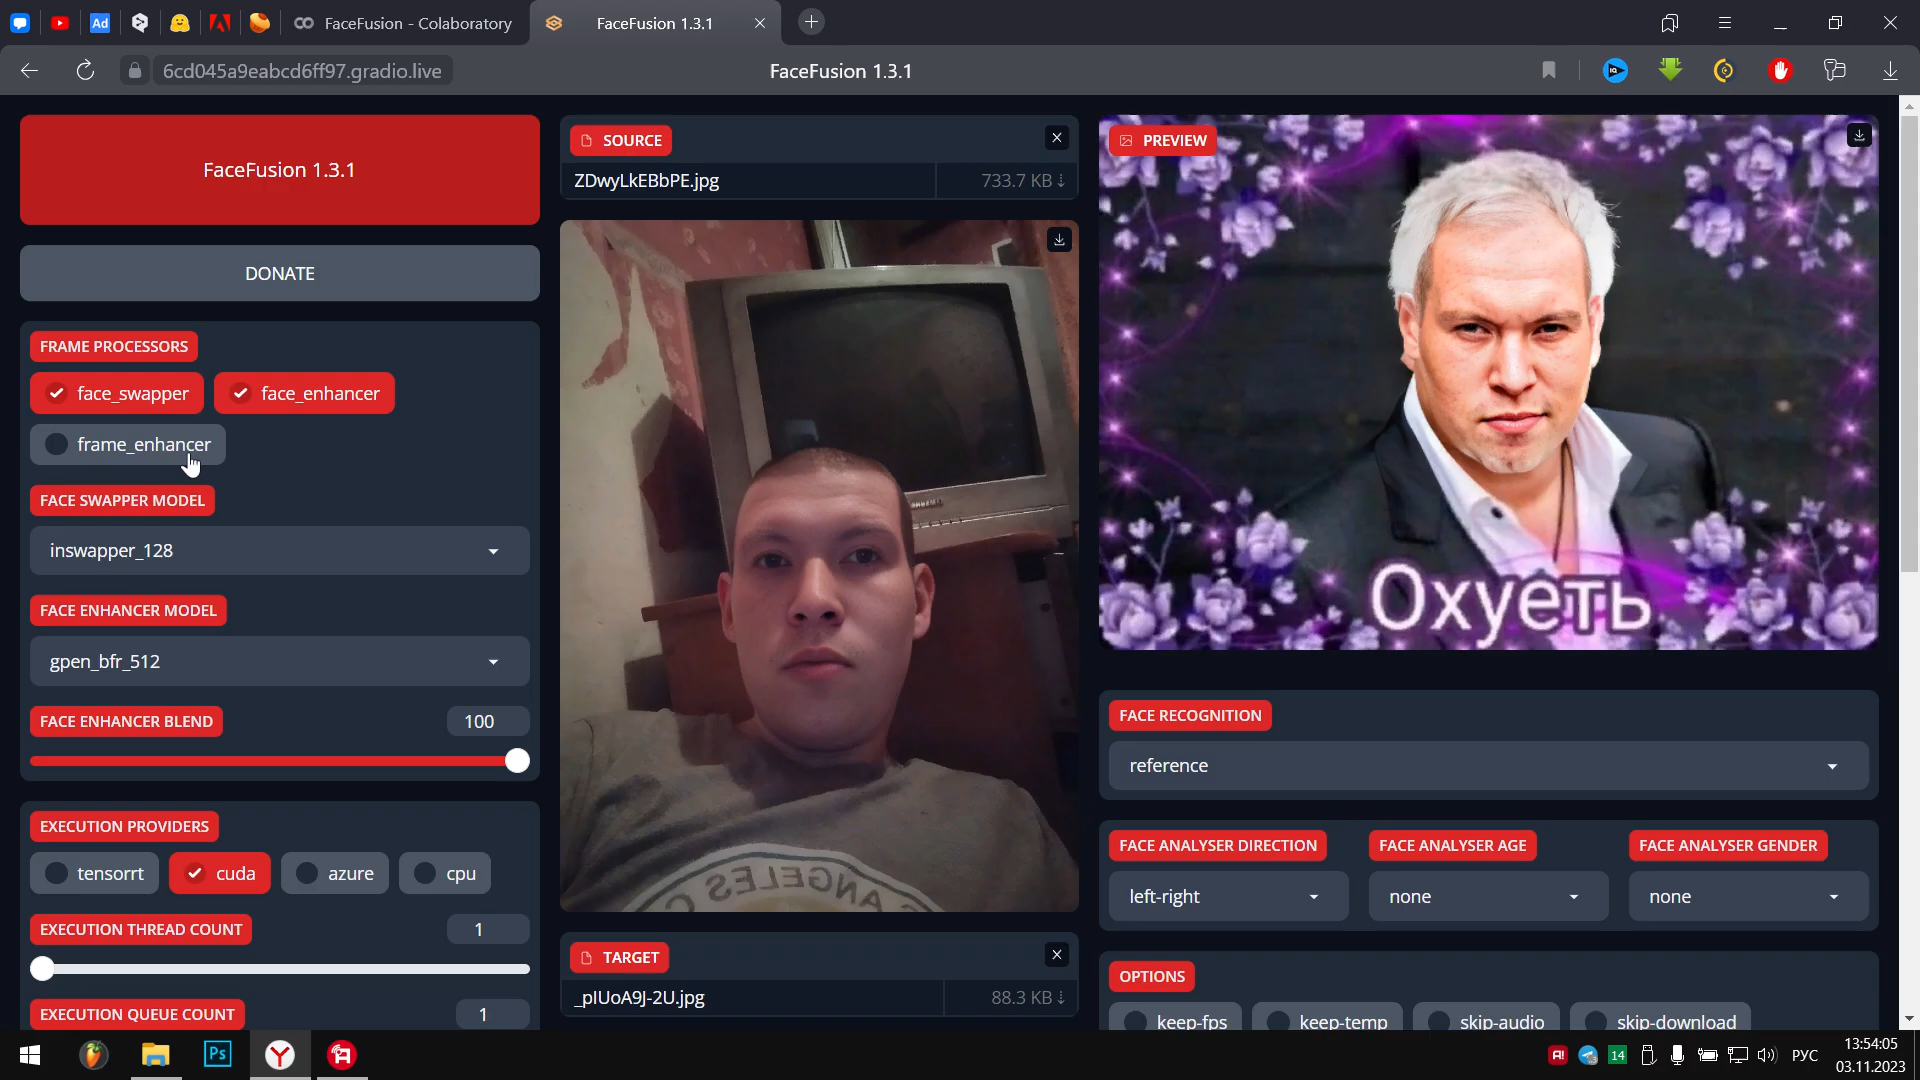 FaceFusion - Colaboratory
FaceFusion 1.3.1
6cd045a9eabcd6ff97.gradio.live
FaceFusion 1.3.1
FaceFusion 1.3.1
DONATE
FRAME PROCESSORS
face_swapper
face_enhancer
frame_enhancer
FACE SWAPPER MODEL
inswapper_128
FACE ENHANCER MODEL
gpen_bfr_512
FACE ENHANCER BLEND
100
EXECUTION PROVIDERS
tensorrt
cuda
azure
cpu
EXECUTION THREAD COUNT
1
EXECUTION QUEUE COUNT
1
SOURCE
ZDwyLkEBbPE.jpg
733.7 KB
ANGELES
TARGET
_pIUoA9J-2U.jpg
88.3 KB
PREVIEW
Охуеть
FACE RECOGNITION
reference
FACE ANALYSER DIRECTION
left-right
FACE ANALYSER AGE
none
FACE ANALYSER GENDER
none
OPTIONS
keep-fps
keep-temp
skip-audio
skip-download
Ad
Ps
14
РУС
13:54:05
03.11.2023